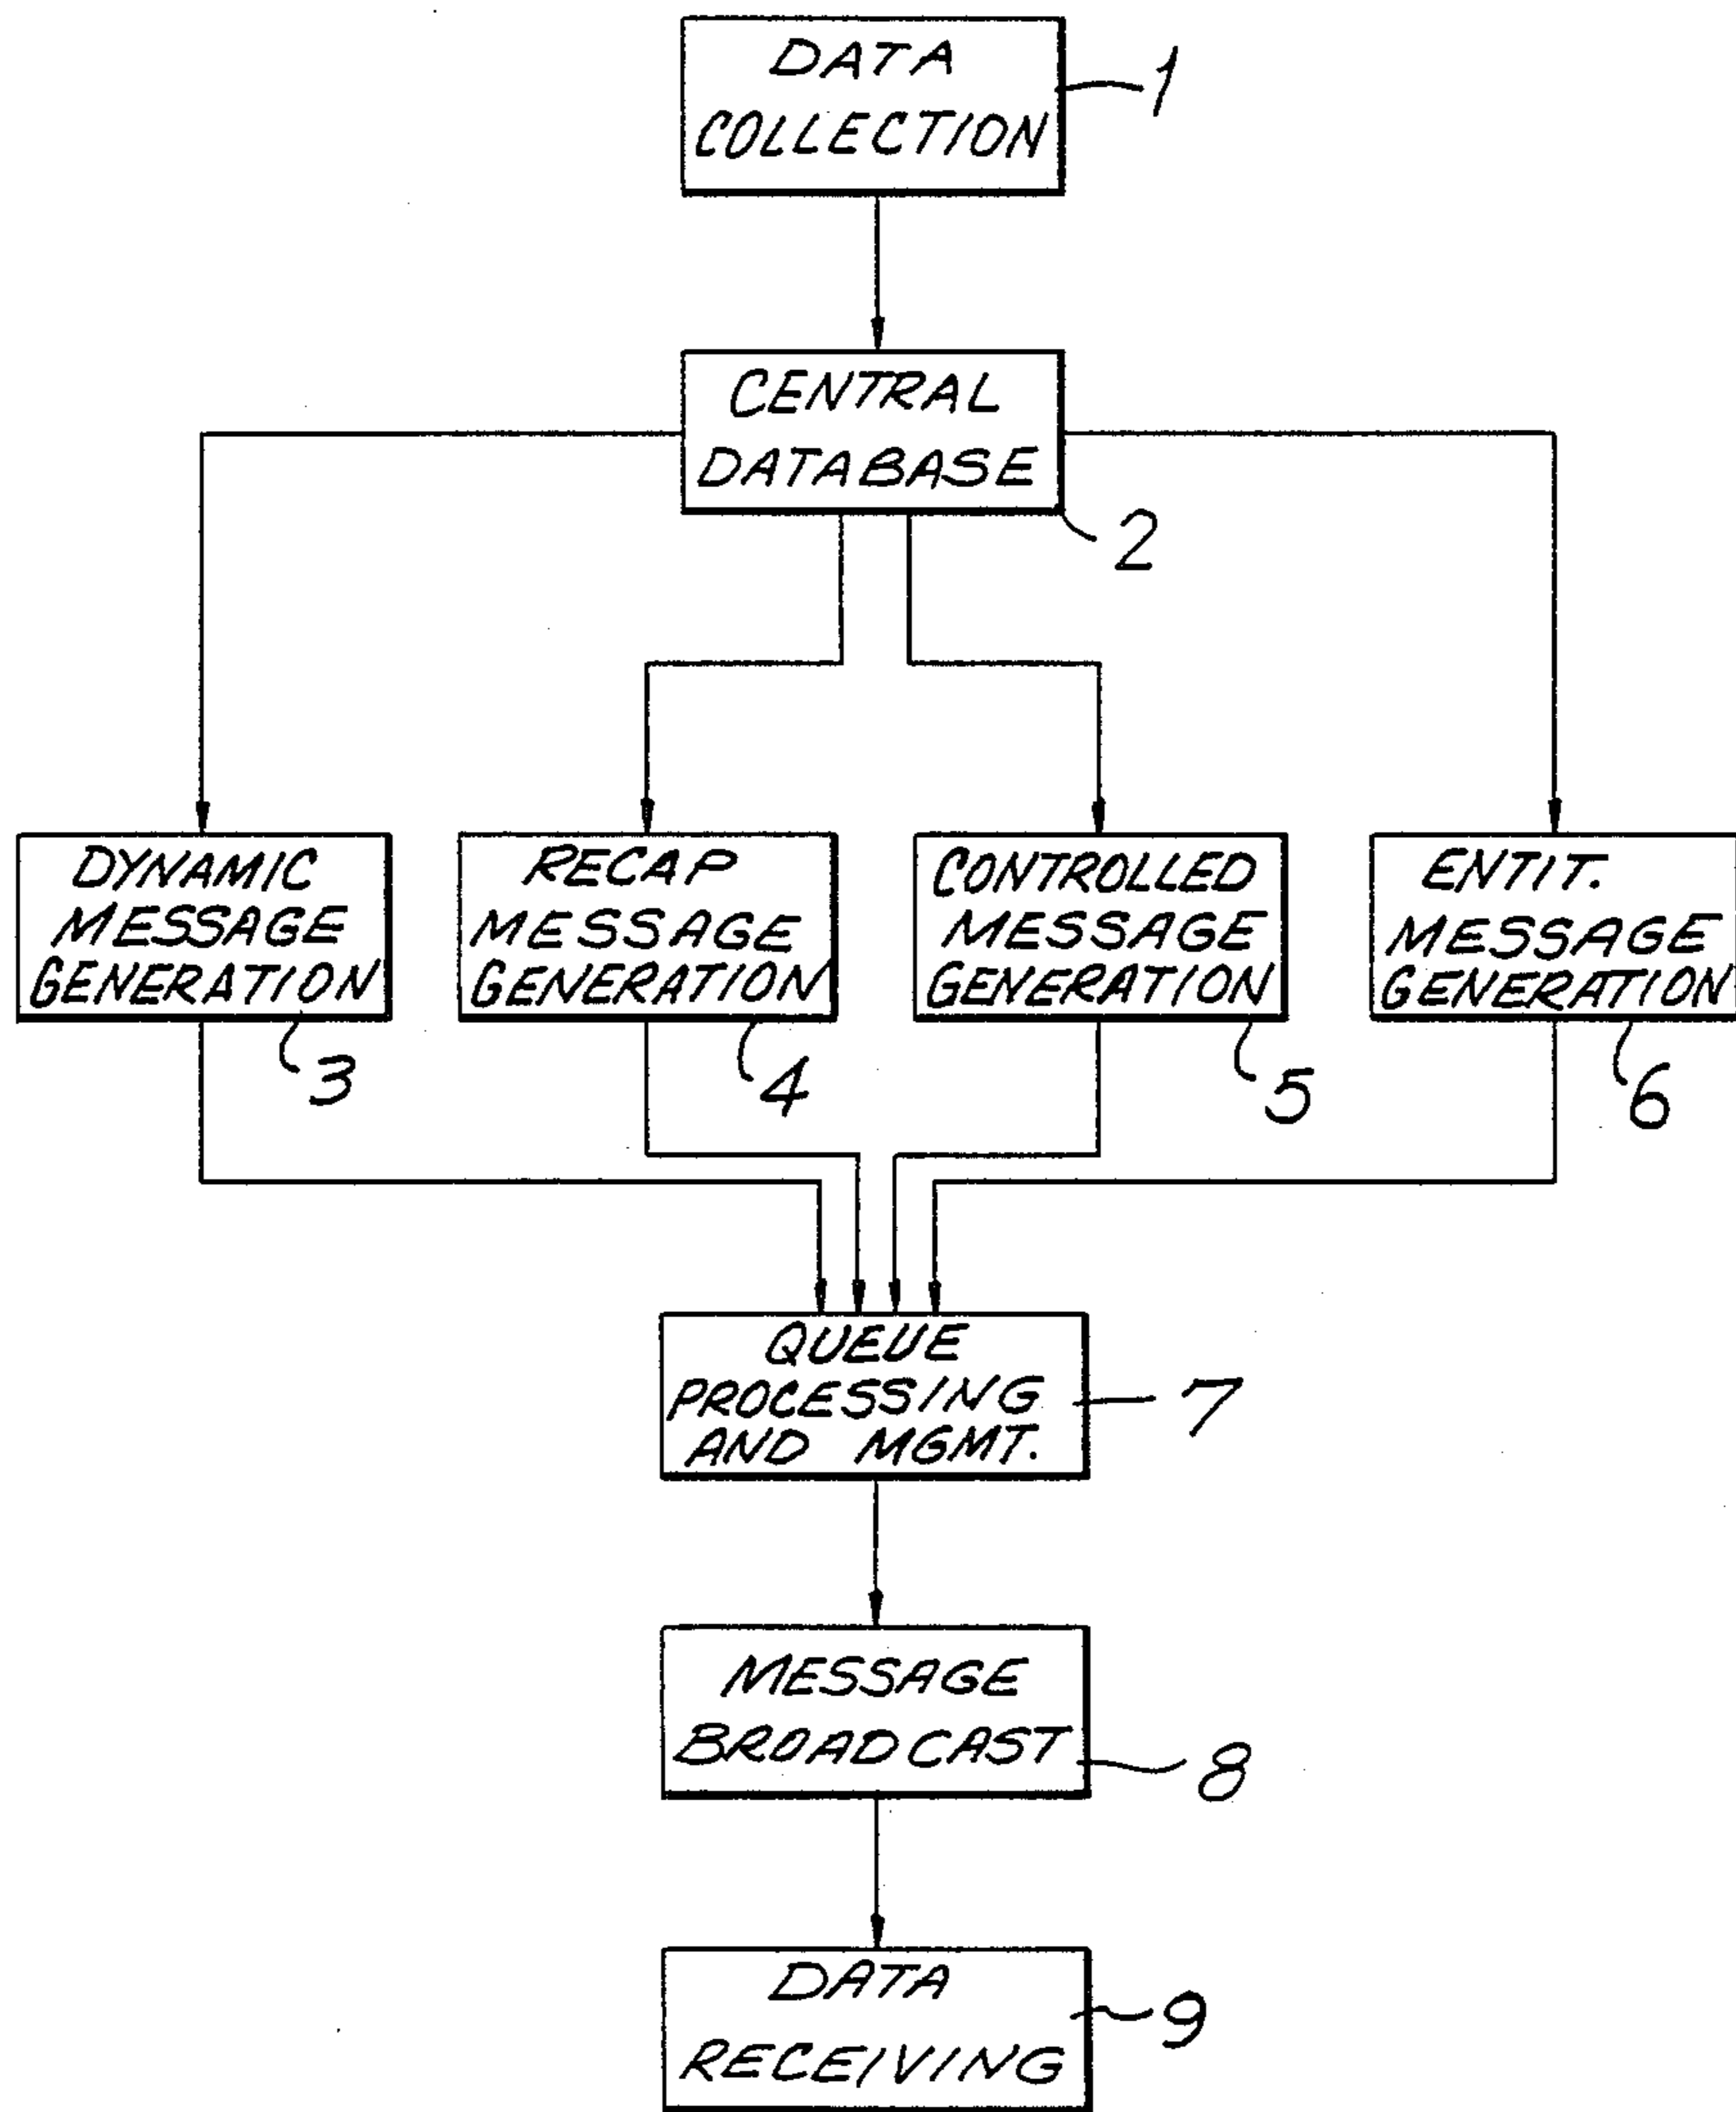 DATA
COLLECTION
1
CENTRAL
DATABASE
2
DYNAMIC
MESSAGE
GENERATION
3
RECAP
MESSAGE
GENERATION
4
CONTROLLED
MESSAGE
GENERATION
5
ENTIT.
MESSAGE
GENERATION
6
QUEUE
PROCESSING
AND MGMT.
7
MESSAGE
BROADCAST
8
DATA
RECEIVING
9